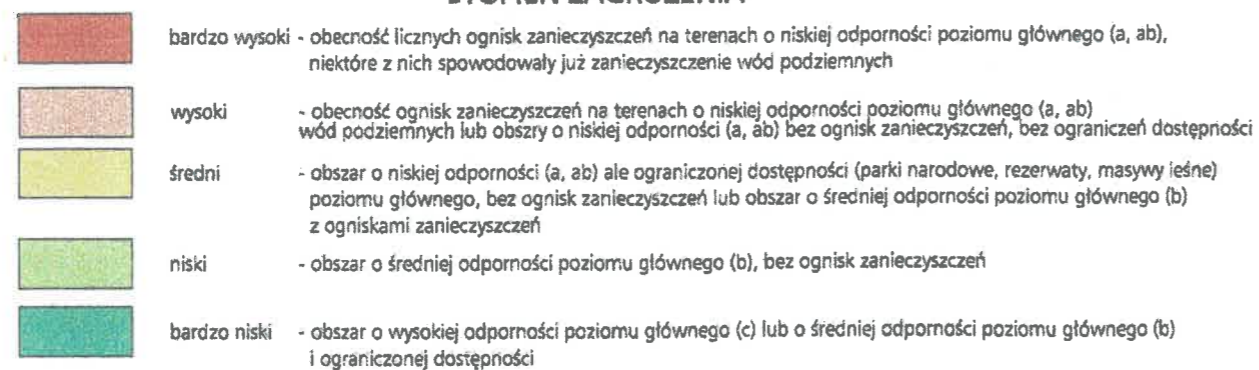 bardzo wysoki - obecność licznych ognisk zanieczyszczeń na terenach o niskiej odporności poziomu głównego (a, ab),
niektóre z nich spowodowały już zanieczyszczenie wód podziemnych
wysoki - obecność ognisk zanieczyszczeń na terenach o niskiej odporności poziomu głównego (a, ab)
wód podziemnych lub obszry o niskiej odporności (a, ab) bez ognisk zanieczyszczeń, bez ograniczeń dostępności
średni - obszar o niskiej odporności (a, ab) ale ograniczonej dostępności (parki narodowe, rezerwaty, masywy leśne)
poziomu głównego, bez ognisk zanieczyszczeń lub obszar o średniej odporności poziomu głównego (b)
z ogniskami zanieczyszczeń
niski - obszar o średniej odporności poziomu głównego (b), bez ognisk zanieczyszczeń
bardzo niski - obszar o wysokiej odporności poziomu głównego (c) lub o średniej odporności poziomu głównego (b)
i ograniczonej dostępności